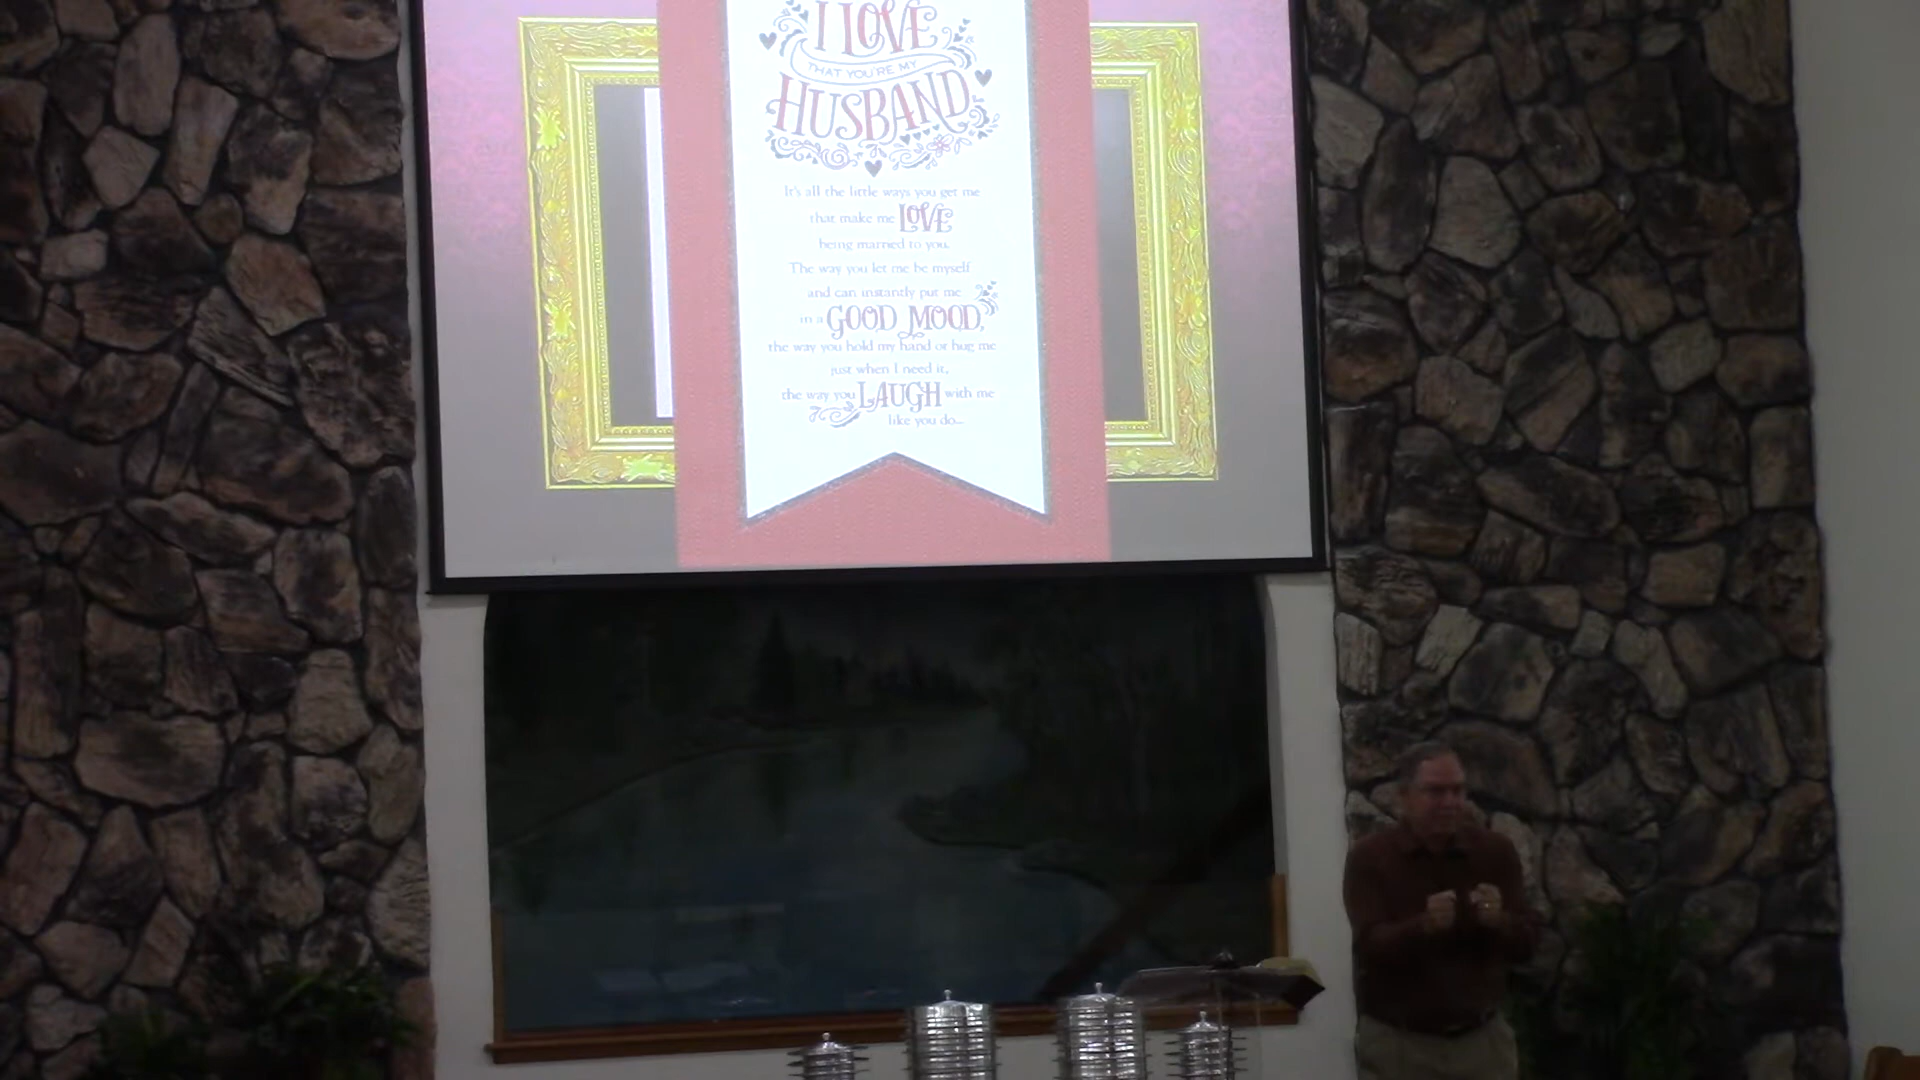 I LOVE
THAT YOU'RE MY
HUSBAND
It's all the little ways you get me
that make me LOVE
being married to you.
The way you let me be myself
and can instantly put me
in a GOOD MOOD,
the way you hold my hand or hug me
just when I need it,
the way you LAUGH with me
like you do...